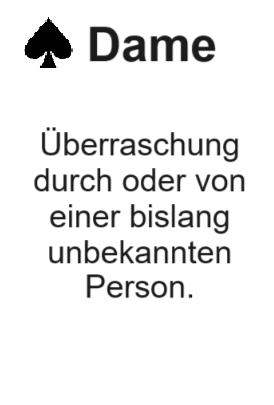 ♠ Dame
Überraschung
durch oder von
einer bislang
unbekannten
Person.